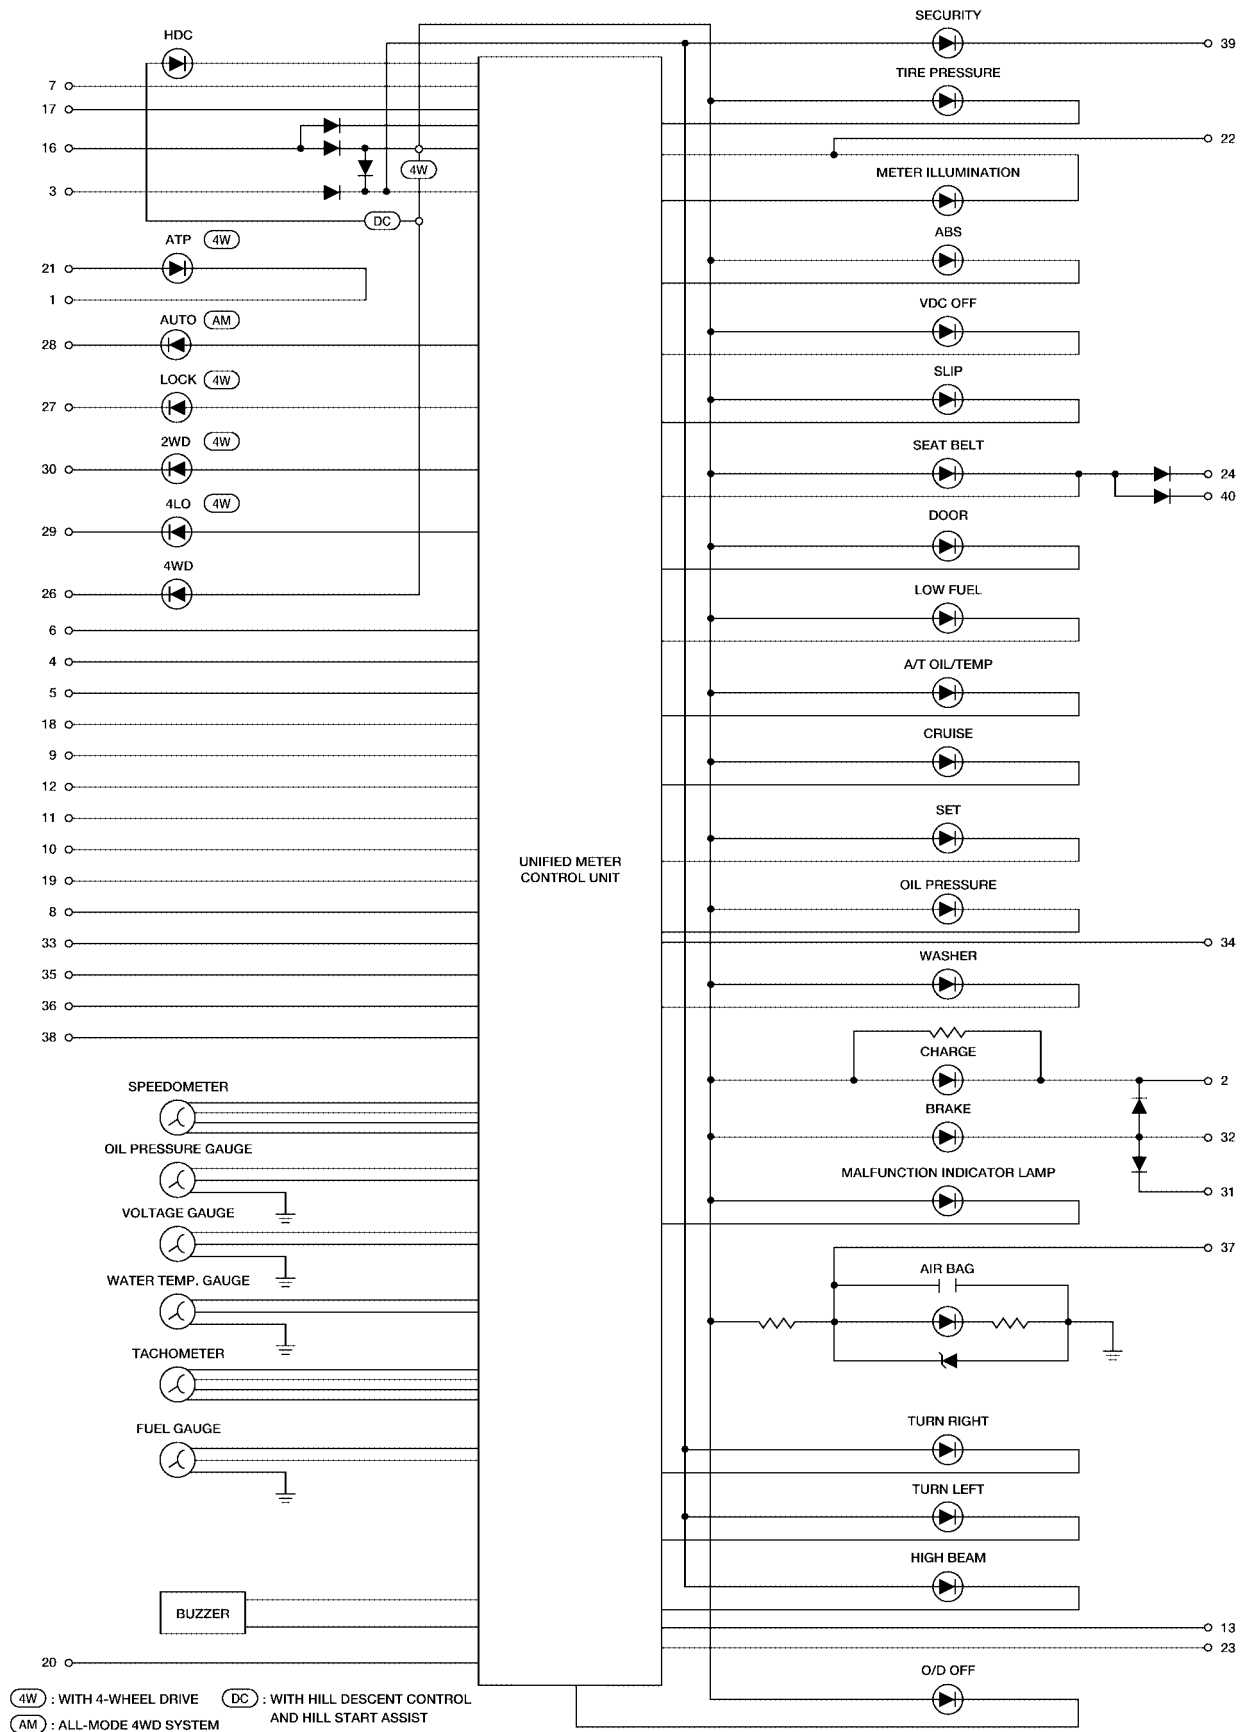 HDC
7
17
16
4W
3
DC
ATP 4W
21
1
AUTO AM
28
LOCK 4W
27
2WD 4W
30
4LO 4W
29
4WD
26
6
4
5
18
9
12
11
10
19
8
33
35
36
38
SPEEDOMETER
OIL PRESSURE GAUGE
VOLTAGE GAUGE
WATER TEMP. GAUGE
TACHOMETER
FUEL GAUGE
BUZZER
20
UNIFIED METER
CONTROL UNIT
SECURITY
39
TIRE PRESSURE
22
METER ILLUMINATION
ABS
VDC OFF
SLIP
SEAT BELT
24
40
DOOR
LOW FUEL
A/T OIL/TEMP
CRUISE
SET
OIL PRESSURE
34
WASHER
CHARGE
2
BRAKE
32
MALFUNCTION INDICATOR LAMP
31
37
AIR BAG
TURN RIGHT
TURN LEFT
HIGH BEAM
13
23
O/D OFF
4W : WITH 4-WHEEL DRIVE
AM : ALL-MODE 4WD SYSTEM
DC : WITH HILL DESCENT CONTROL
AND HILL START ASSIST